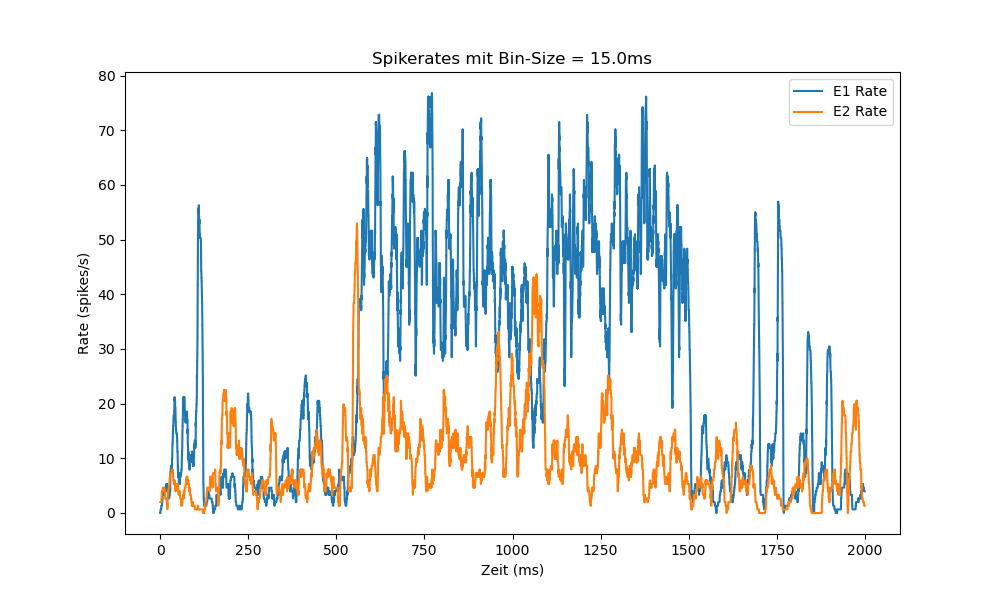 Spikerates mit Bin-Size = 15.0ms
E1 Rate
E2 Rate
80
70
60
50
40
30
20
10
0
Rate (spikes/s)
0 250 500 750 1000 1250 1500 1750 2000
Zeit (ms)